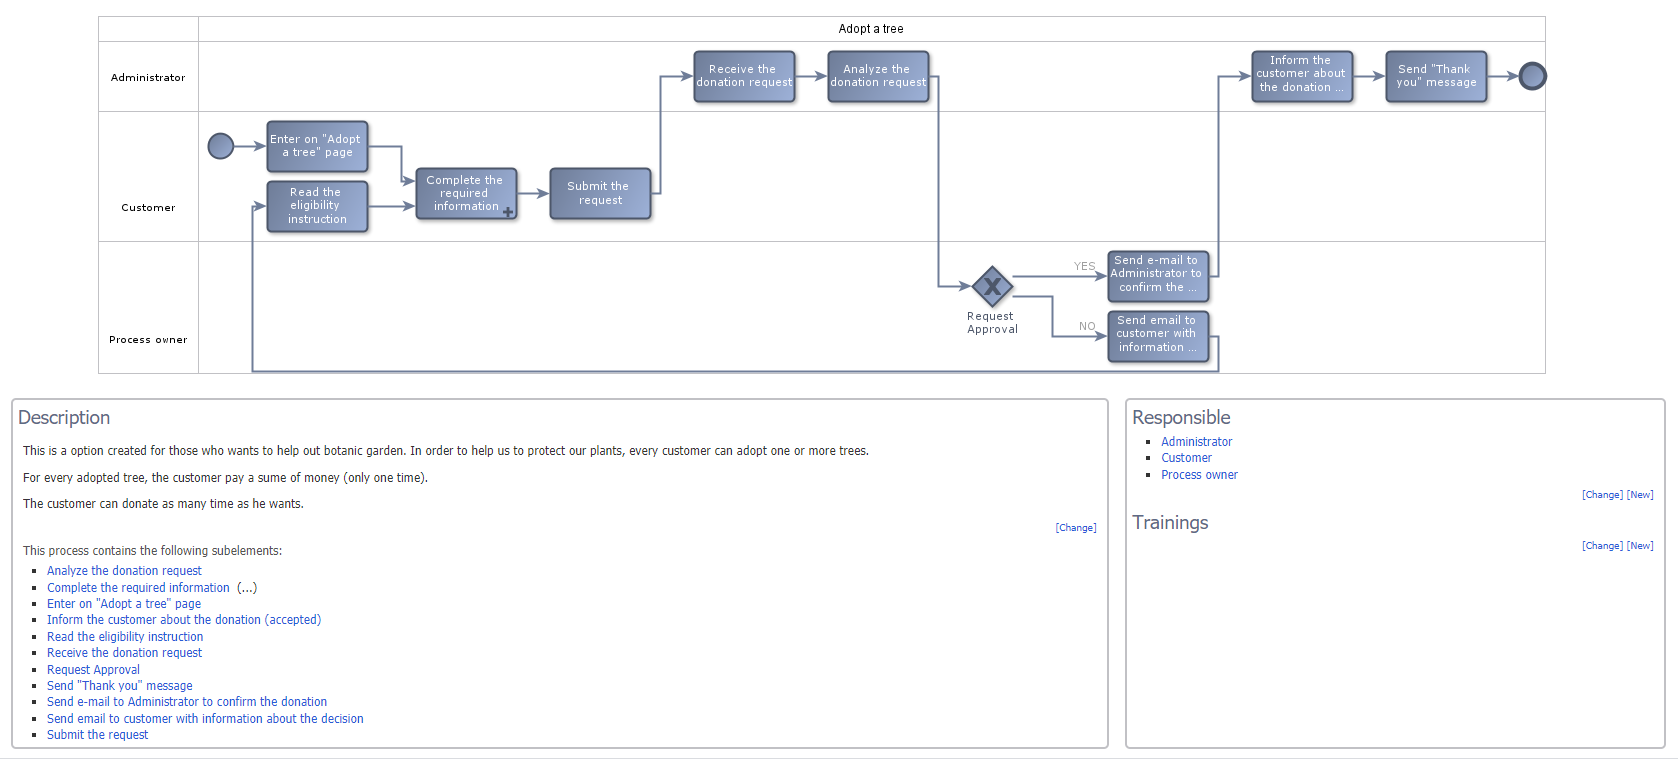 Adopt a tree
Administrator
Receive the
donation request
Analyze the
donation request
Inform the
customer about
the donation ...
Send "Thank
you" message
Customer
Enter on "Adopt
a tree" page
Read the
eligibility
instruction
Complete the
required
information
Submit the
request
Process owner
Request
Approval
YES
NO
Send e-mail to
Administrator to
confirm the ...
Send email to
customer with
information ...
Description
This is a option created for those who wants to help out botanic garden. In order to help us to protect our plants, every customer can adopt one or more trees.
For every adopted tree, the customer pay a sume of money (only one time).
The customer can donate as many time as he wants.
[Change]
This process contains the following subelements:
Analyze the donation request
Complete the required information (...)
Enter on "Adopt a tree" page
Inform the customer about the donation (accepted)
Read the eligibility instruction
Receive the donation request
Request Approval
Send "Thank you" message
Send e-mail to Administrator to confirm the donation
Send email to customer with information about the decision
Submit the request
Responsible
Administrator
Customer
Process owner
[Change] [New]
Trainings
[Change] [New]